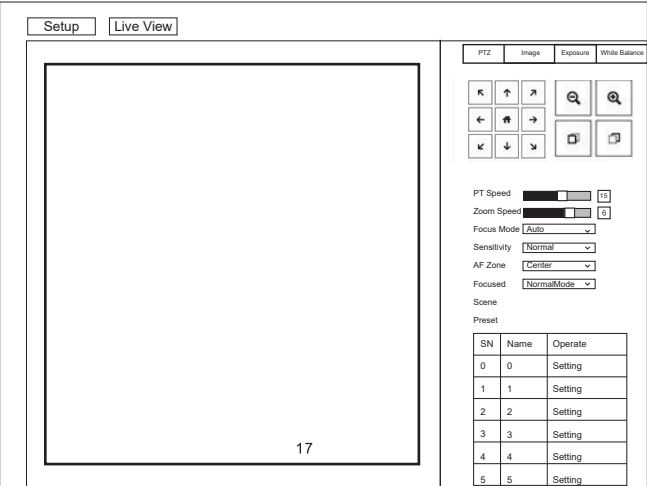 Setup Live View
PTZ Image Exposure White Balance
PT Speed 15
Zoom Speed 6
Focus Mode Auto
Sensitivity Normal
AF Zone Center
Focused NormalMode
Scene
Preset
SN Name Operate
0 0 Setting
1 1 Setting
2 2 Setting
3 3 Setting
4 4 Setting
5 5 Setting
17